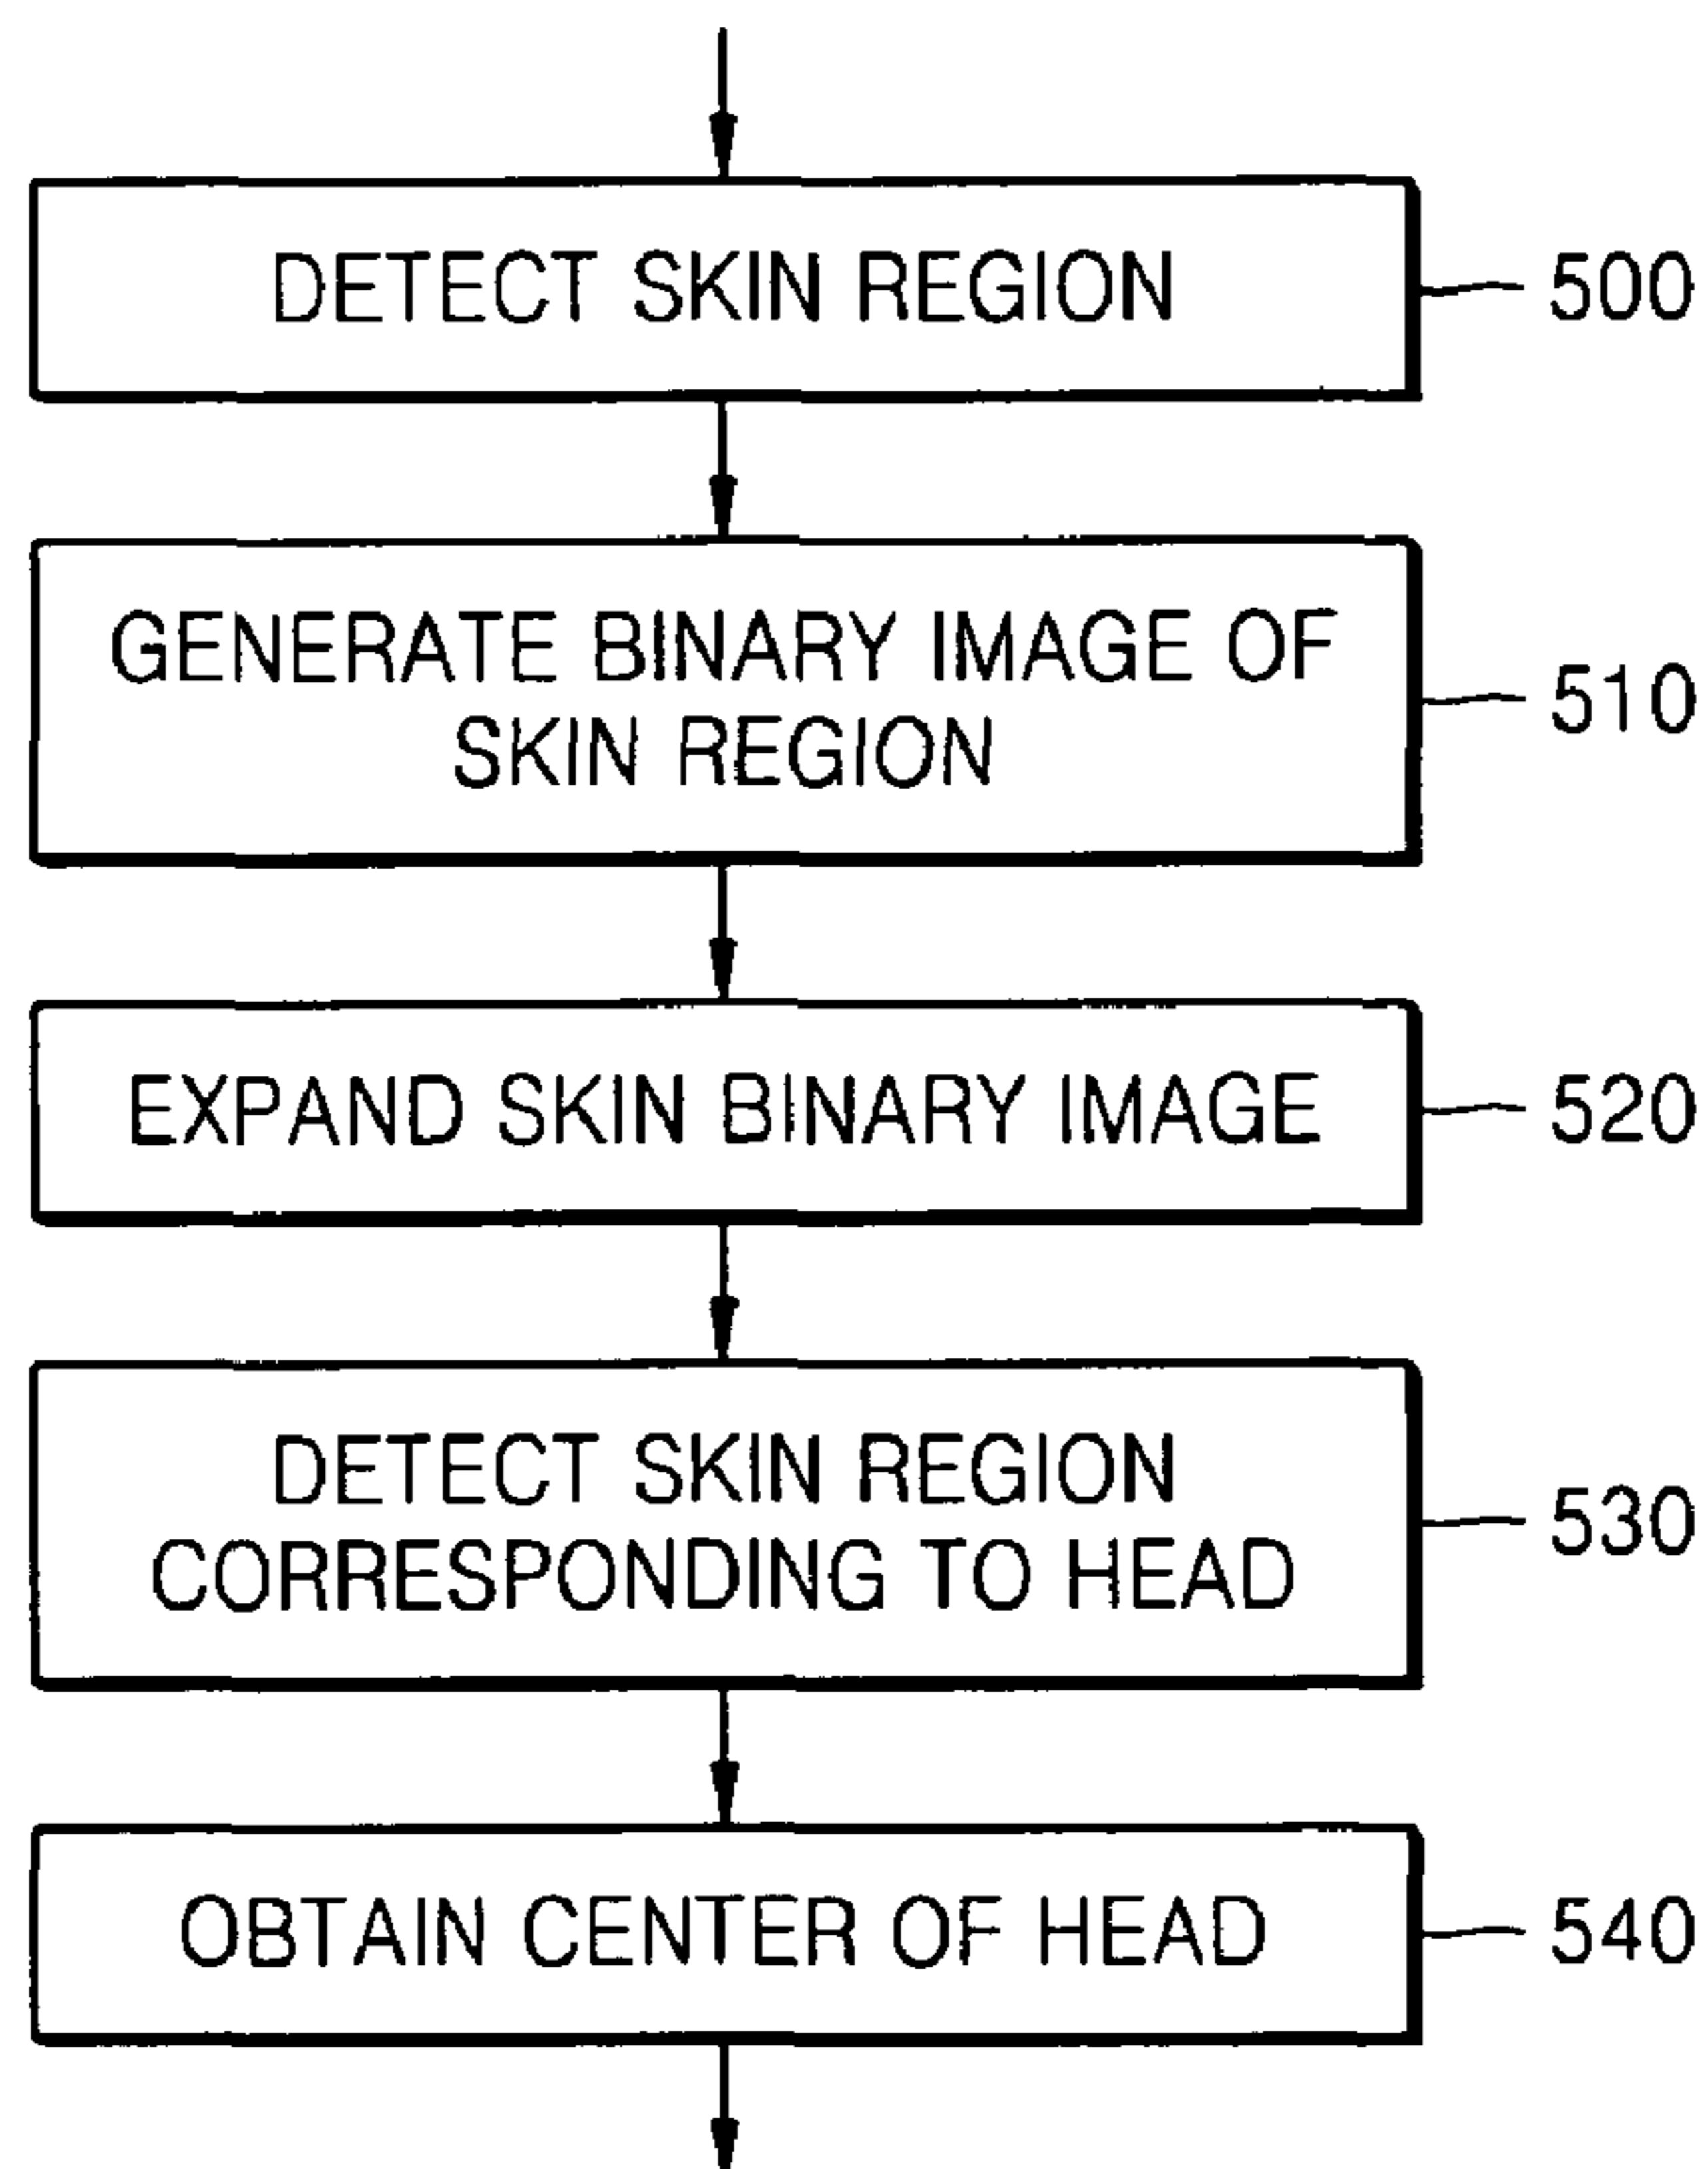 DETECT SKIN REGION
500
GENERATE BINARY IMAGE OF
SKIN REGION
510
EXPAND SKIN BINARY IMAGE
520
DETECT SKIN REGION
CORRESPONDING TO HEAD
530
OBTAIN CENTER OF HEAD
540